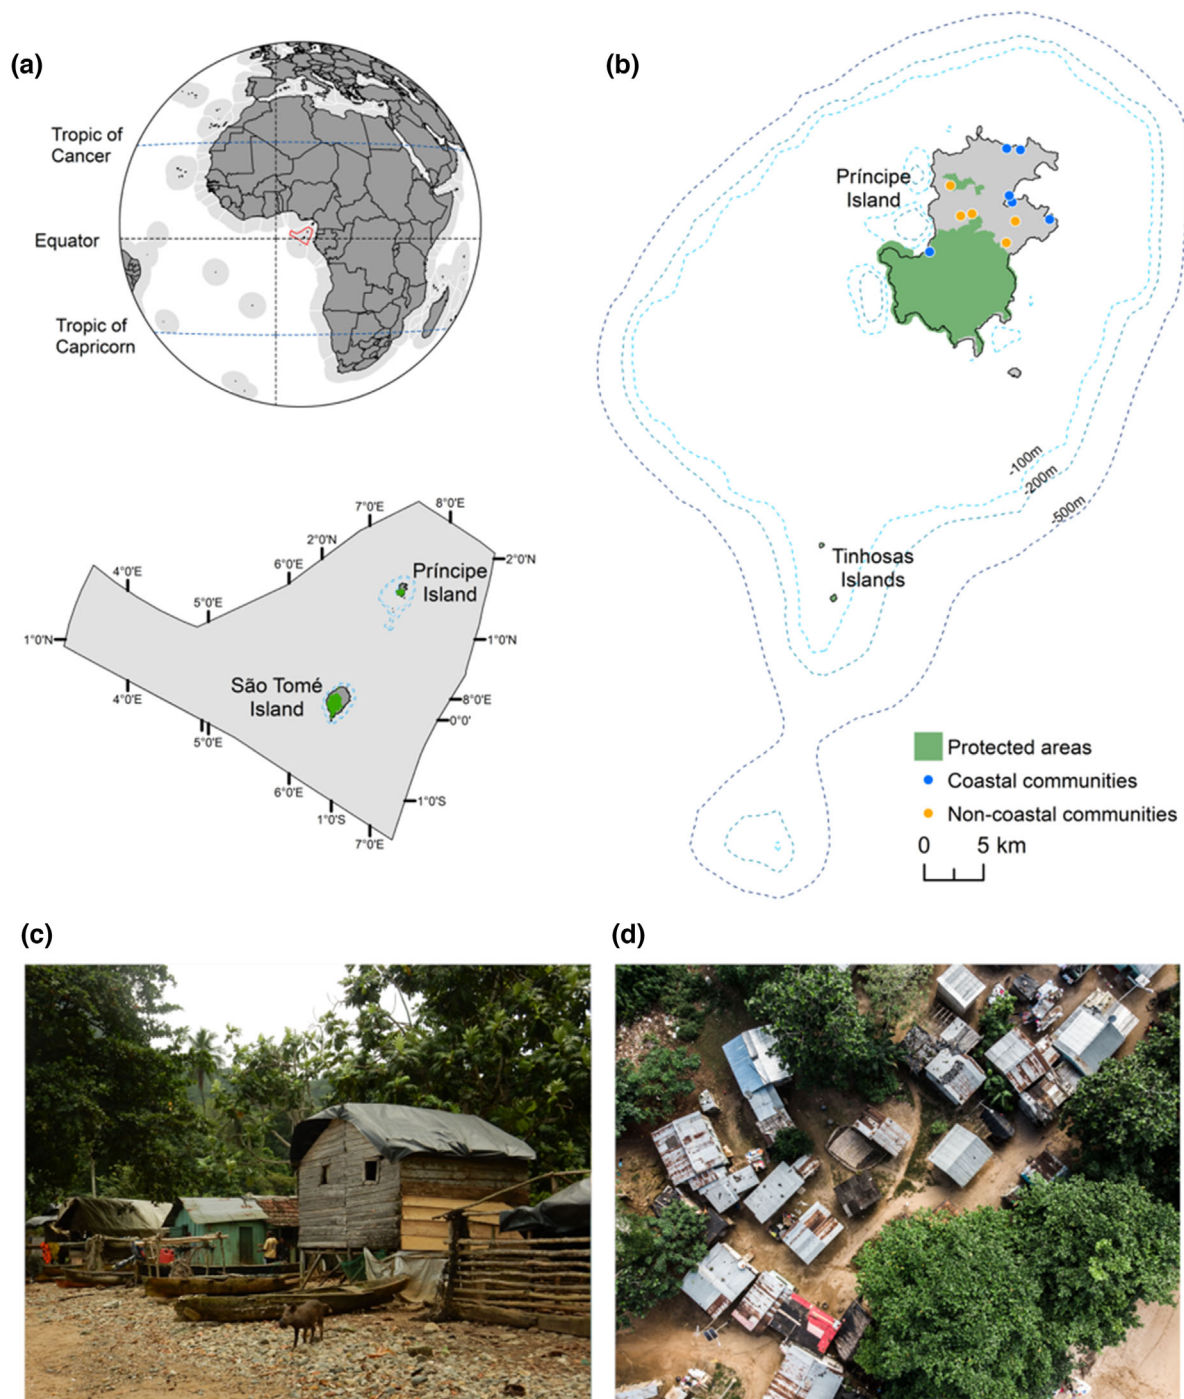 (a)
Tropic of
Cancer
Equator
Tropic of
Capricorn
(b)
Príncipe
Island
-100m
-200m
-500m
Tinhosas
Islands
Protected areas
Coastal communities
Non-coastal communities
0 5 km
7°0'E
8°0'E
2°0'N
6°0'E
2°0'N
4°0'E
5°0'E
Príncipe
Island
1°0'N
1°0'N
São Tomé
Island
4°0'E
8°0'E
0°0'
5°0'E
6°0'E
1°0'S
1°0'S
7°0'E
(c)
(d)